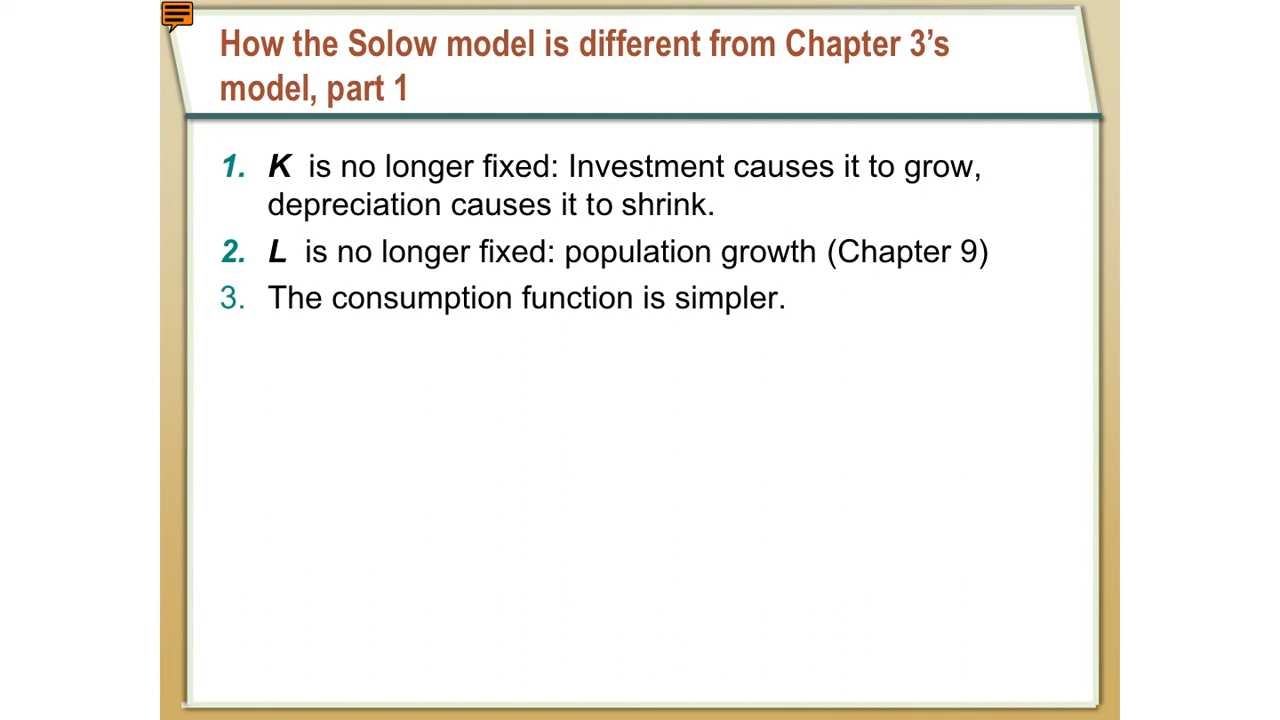 How the Solow model is different from Chapter 3’s
model, part 1
1. K is no longer fixed: Investment causes it to grow,
depreciation causes it to shrink.
2. L is no longer fixed: population growth (Chapter 9)
3. The consumption function is simpler.